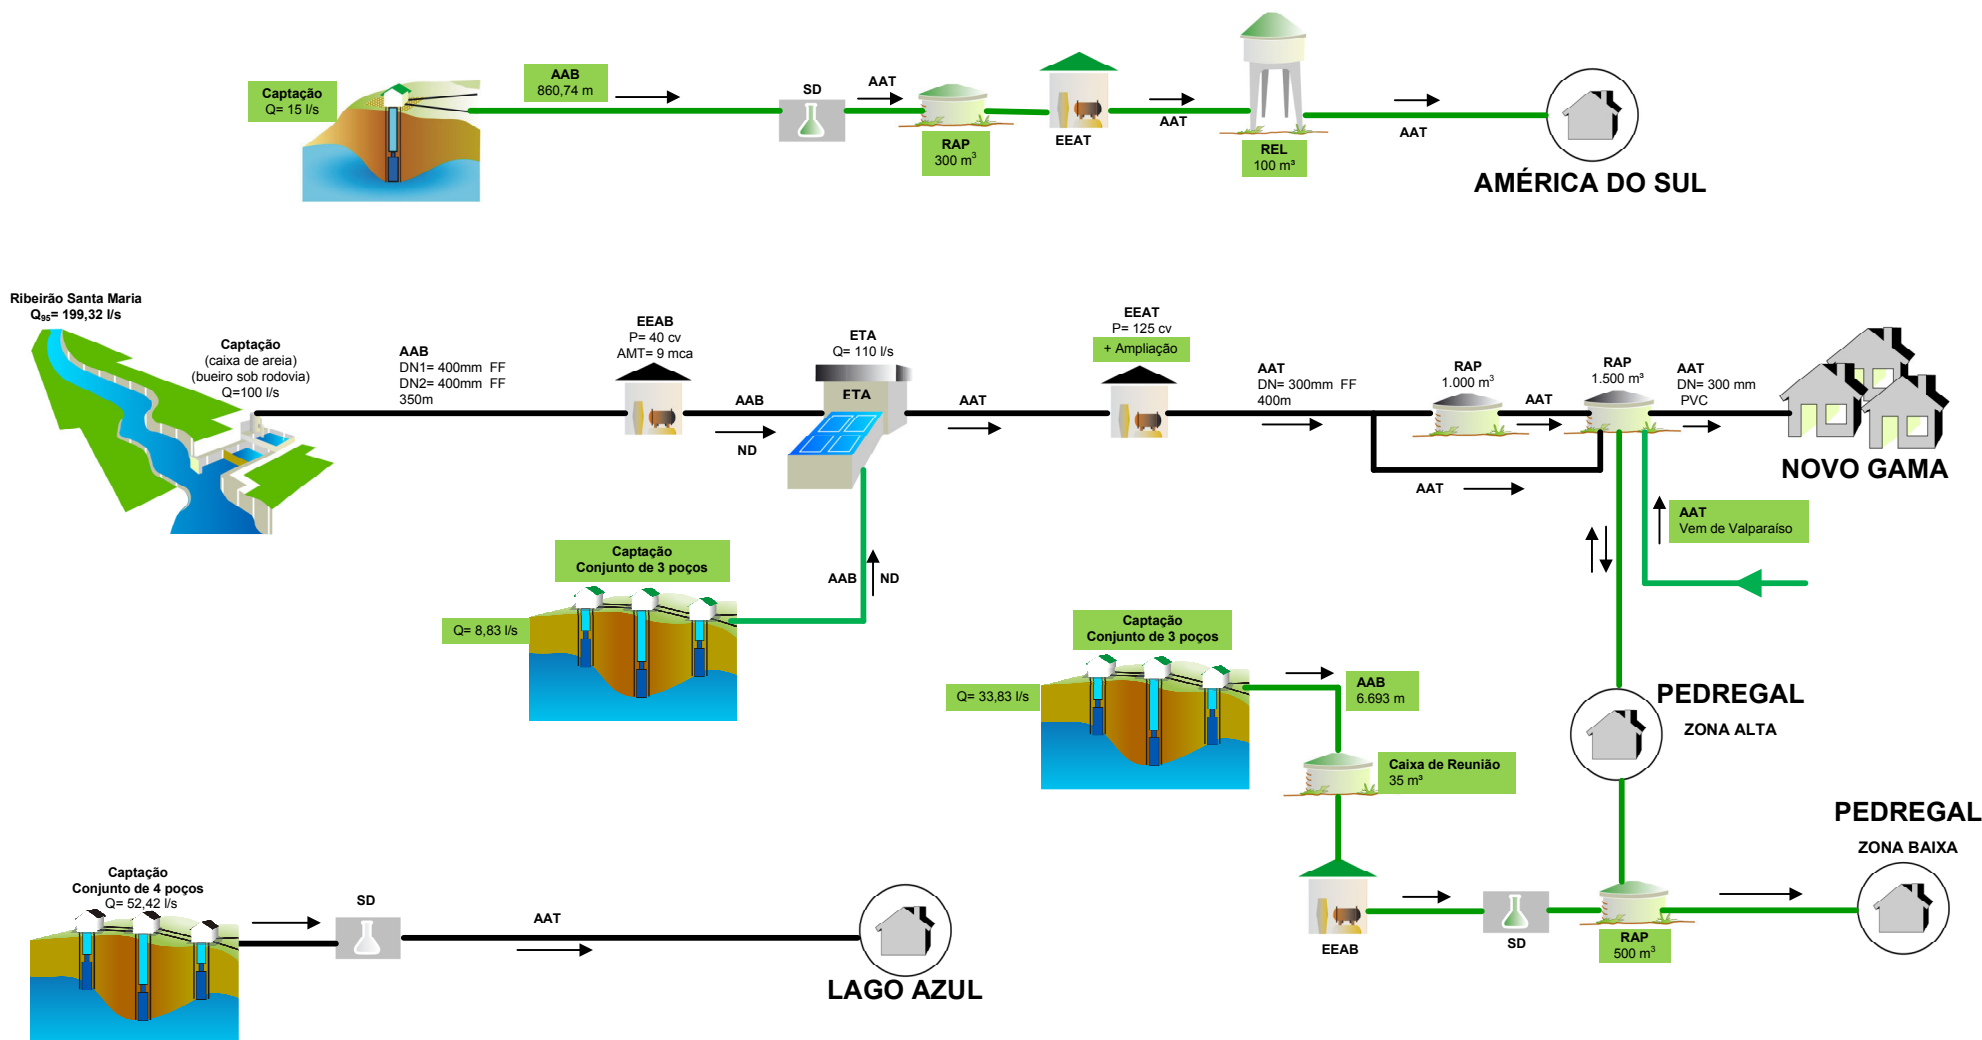 Captação
Q= 15 l/s
AAB
860,74 m
SD
AAT
RAP
300 m³
EEAT
AAT
REL
100 m³
AAT
AMÉRICA DO SUL
Ribeirão Santa Maria
Q₉₅= 199,32 l/s
Captação
(caixa de areia)
(bueiro sob rodovia)
Q=100 l/s
AAB
DN1= 400mm FF
DN2= 400mm FF
350m
EEAB
P= 40 cv
AMT= 9 mca
AAB
ND
ETA
Q= 110 l/s
ETA
AAT
EEAT
P= 125 cv
+ Ampliação
AAT
DN= 300mm FF
400m
RAP
1.000 m³
AAT
RAP
1.500 m³
AAT
DN= 300 mm
PVC
NOVO GAMA
AAT
AAT
Vem de Valparaíso
Captação
Conjunto de 3 poços
Q= 8,83 l/s
AAB
ND
Captação
Conjunto de 3 poços
Q= 33,83 l/s
AAB
6.693 m
Caixa de Reunião
35 m³
EEAB
SD
RAP
500 m³
PEDREGAL
ZONA ALTA
PEDREGAL
ZONA BAIXA
Captação
Conjunto de 4 poços
Q= 52,42 l/s
SD
AAT
LAGO AZUL